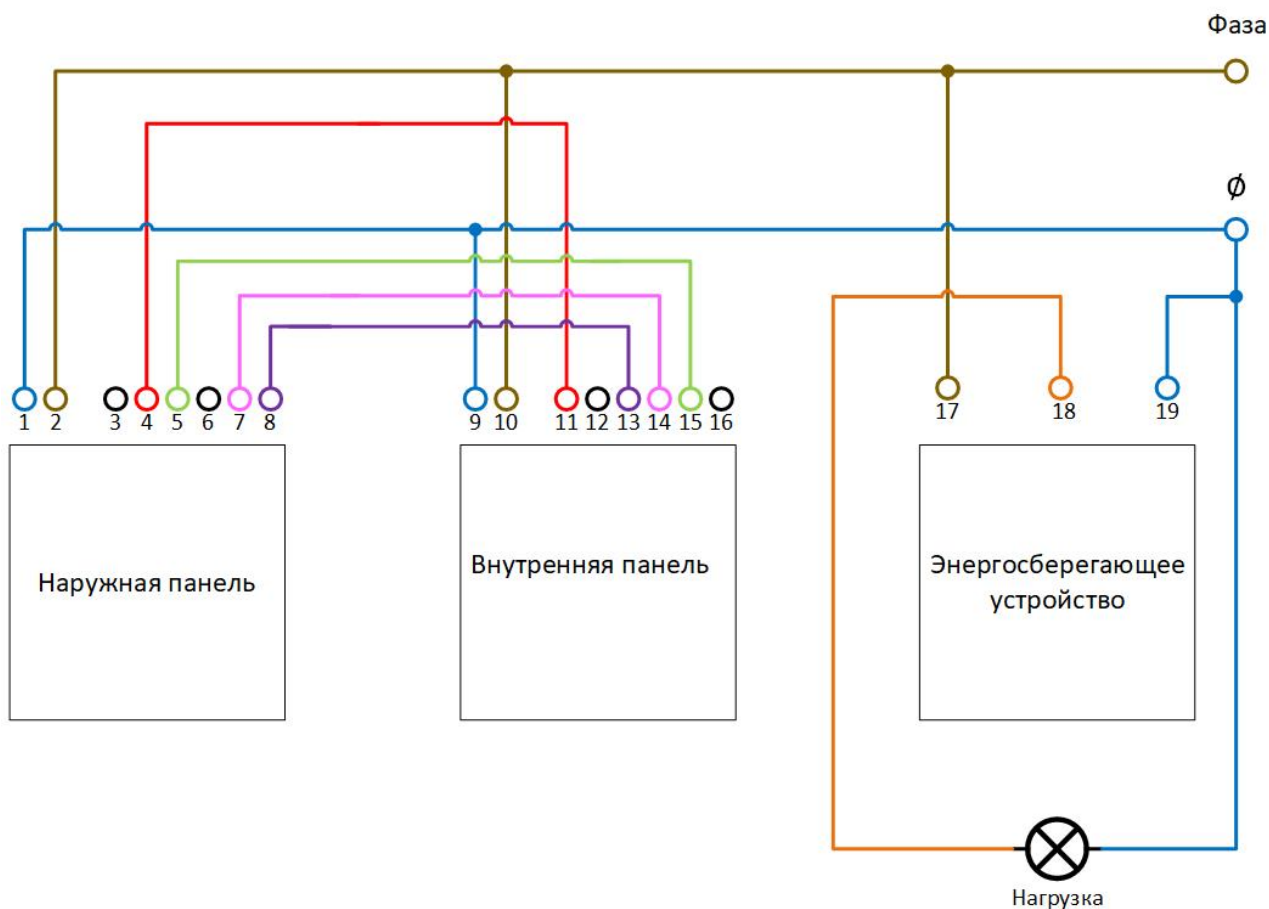 Фаза
Ø
1 2 3 4 5 6 7 8 9 10 11 12 13 14 15 16 17 18 19
Наружная панель
Внутренняя панель
Энергосберегающее
устройство
Нагрузка